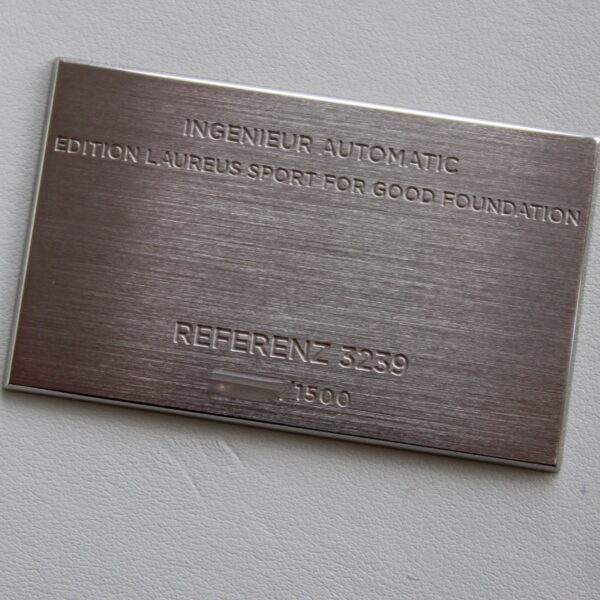 INGENIEUR AUTOMATIC
EDITION LAUREUS SPORT FOR GOOD FOUNDATION
REFERENZ 3239
/1500